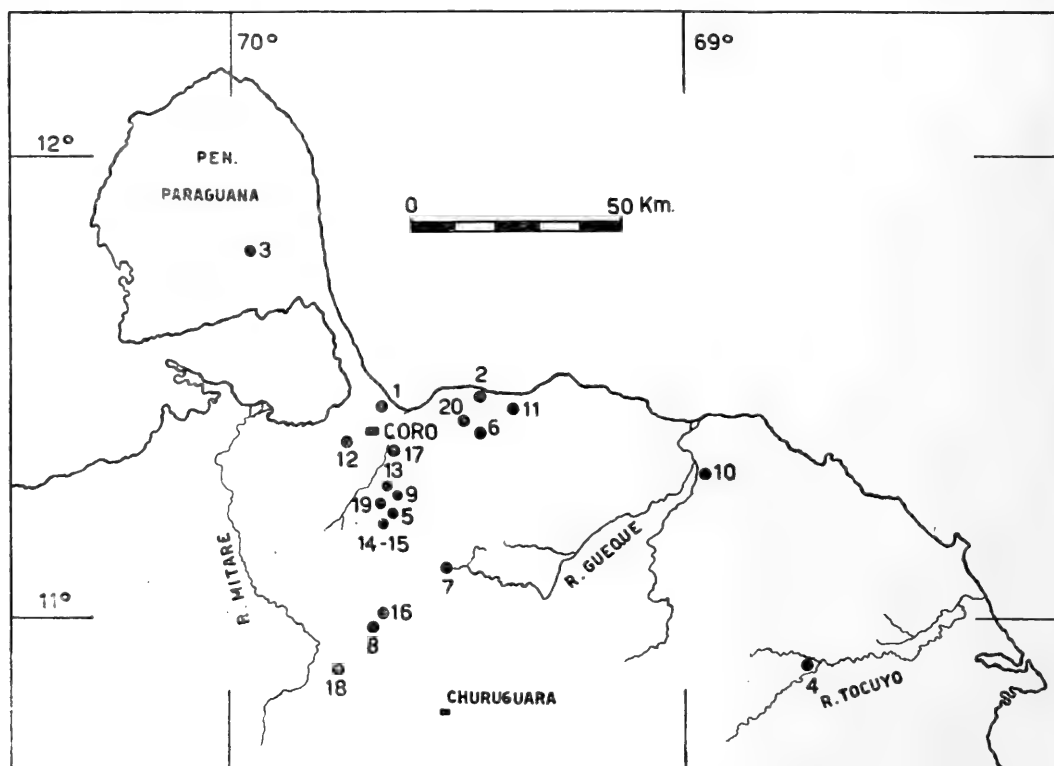 70°
69°
12°
PEN.
PARAGUANA
0 50 Km.
3
1
2
20
11
6
CORO
12
17
13
9
19
5
14-15
10
R. MITARE
7
R. GUEQUE
11°
16
8
18
4
R. TOCUYO
CHURUGUARA